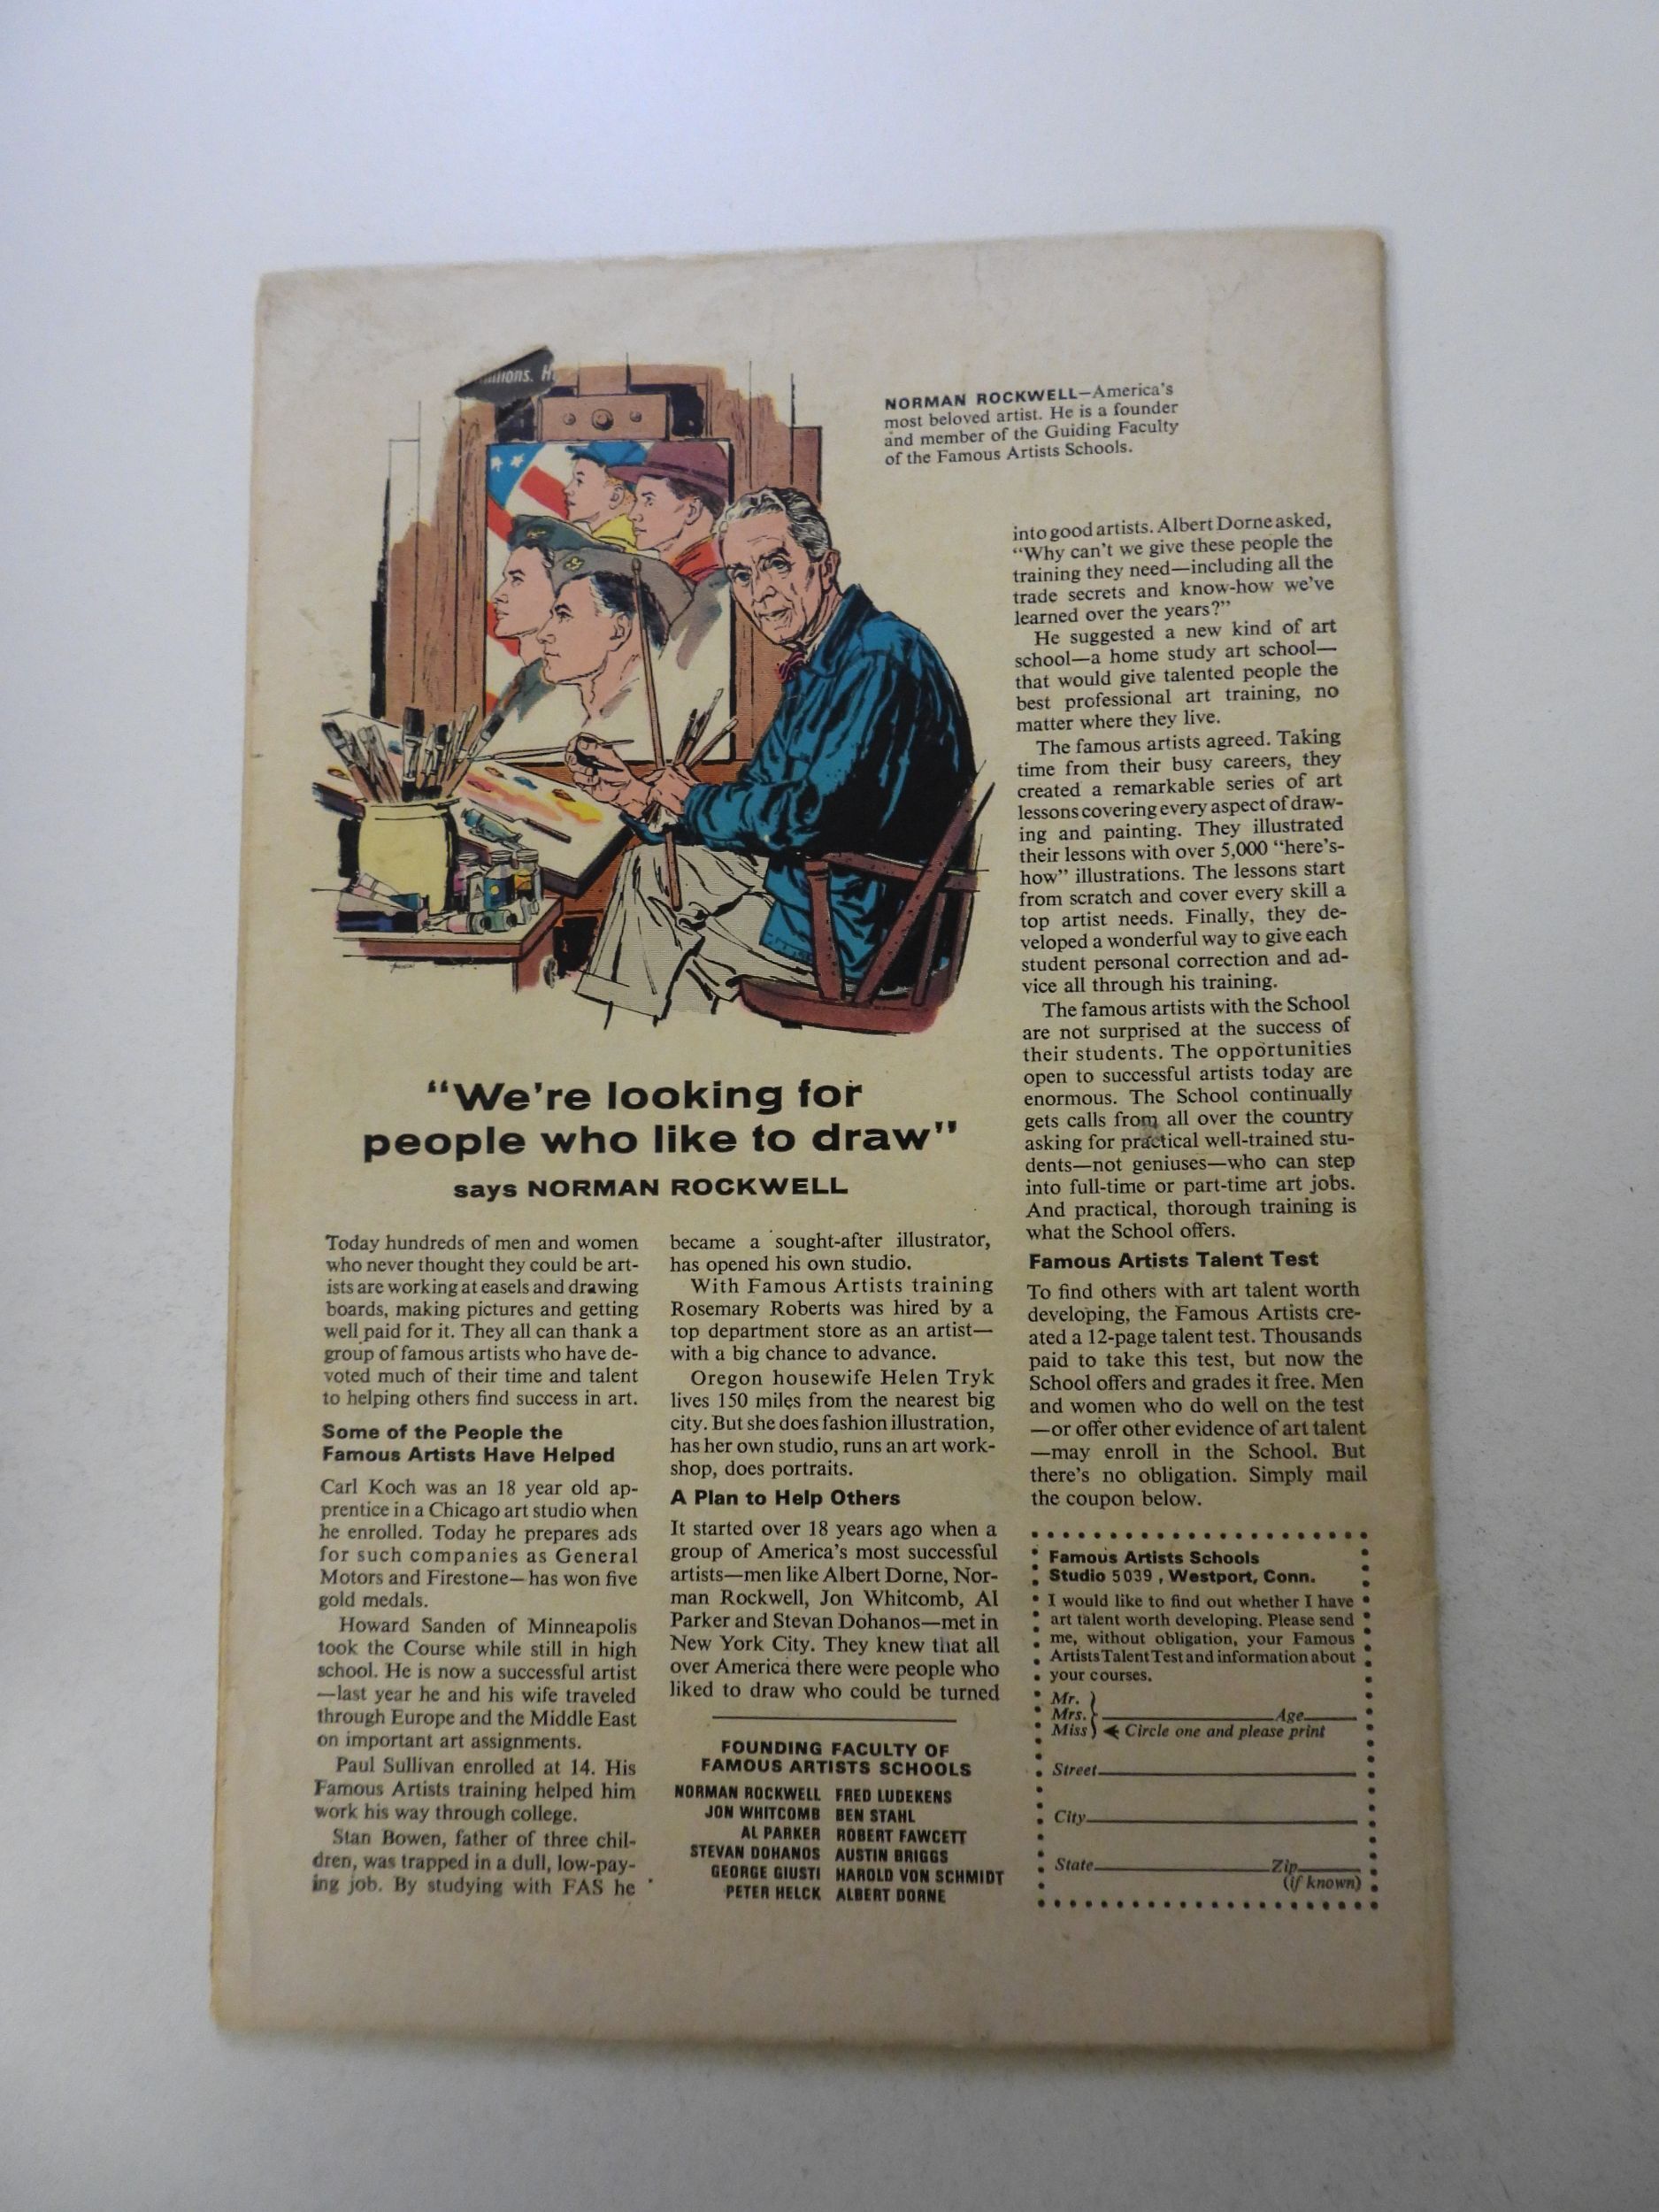 llions. H
NORMAN ROCKWELL—America's
most beloved artist. He is a founder
and member of the Guiding Faculty
of the Famous Artists Schools.
"We're looking for
people who like to draw"
says NORMAN ROCKWELL
Today hundreds of men and women
who never thought they could be art-
ists are working at easels and drawing
boards, making pictures and getting
well paid for it. They all can thank a
group of famous artists who have de-
voted much of their time and talent
to helping others find success in art.
Some of the People the
Famous Artists Have Helped
Carl Koch was an 18 year old ap-
prentice in a Chicago art studio when
he enrolled. Today he prepares ads
for such companies as General
Motors and Firestone—has won five
gold medals.
Howard Sanden of Minneapolis
took the Course while still in high
school. He is now a successful artist
—last year he and his wife traveled
through Europe and the Middle East
on important art assignments.
Paul Sullivan enrolled at 14. His
Famous Artists training helped him
work his way through college.
Stan Bowen, father of three chil-
dren, was trapped in a dull, low-pay-
ing job. By studying with FAS he
became a sought-after illustrator,
has opened his own studio.
With Famous Artists training
Rosemary Roberts was hired by a
top department store as an artist—
with a big chance to advance.
Oregon housewife Helen Tryk
lives 150 miles from the nearest big
city. But she does fashion illustration,
has her own studio, runs an art work-
shop, does portraits.
A Plan to Help Others
It started over 18 years ago when a
group of America's most successful
artists—men like Albert Dorne, Nor-
man Rockwell, Jon Whitcomb, Al
Parker and Stevan Dohanos—met in
New York City. They knew that all
over America there were people who
liked to draw who could be turned
into good artists. Albert Dorne asked,
"Why can't we give these people the
training they need—including all the
trade secrets and know-how we've
learned over the years?"
He suggested a new kind of art
school—a home study art school—
that would give talented people the
best professional art training, no
matter where they live.
The famous artists agreed. Taking
time from their busy careers, they
created a remarkable series of art
lessons covering every aspect of draw-
ing and painting. They illustrated
their lessons with over 5,000 "here's-
how" illustrations. The lessons start
from scratch and cover every skill a
top artist needs. Finally, they de-
veloped a wonderful way to give each
student personal correction and ad-
vice all through his training.
The famous artists with the School
are not surprised at the success of
their students. The opportunities
open to successful artists today are
enormous. The School continually
gets calls from all over the country
asking for practical well-trained stu-
dents—not geniuses—who can step
into full-time or part-time art jobs.
And practical, thorough training is
what the School offers.
Famous Artists Talent Test
To find others with art talent worth
developing, the Famous Artists cre-
ated a 12-page talent test. Thousands
paid to take this test, but now the
School offers and grades it free. Men
and women who do well on the test
—or offer other evidence of art talent
—may enroll in the School. But
there's no obligation. Simply mail
the coupon below.
FOUNDING FACULTY OF
FAMOUS ARTISTS SCHOOLS
NORMAN ROCKWELL FRED LUDEKENS
JON WHITCOMB BEN STAHL
AL PARKER ROBERT FAWCETT
STEVAN DOHANOS AUSTIN BRIGGS
GEORGE GIUSTI HAROLD VON SCHMIDT
PETER HELCK ALBERT DORNE
Famous Artists Schools
Studio 5039, Westport, Conn.
I would like to find out whether I have
art talent worth developing. Please send
me, without obligation, your Famous
Artists Talent Test and information about
your courses.
Mr.
Mrs. Age
Miss Circle one and please print
Street
City
State Zip
(if known)